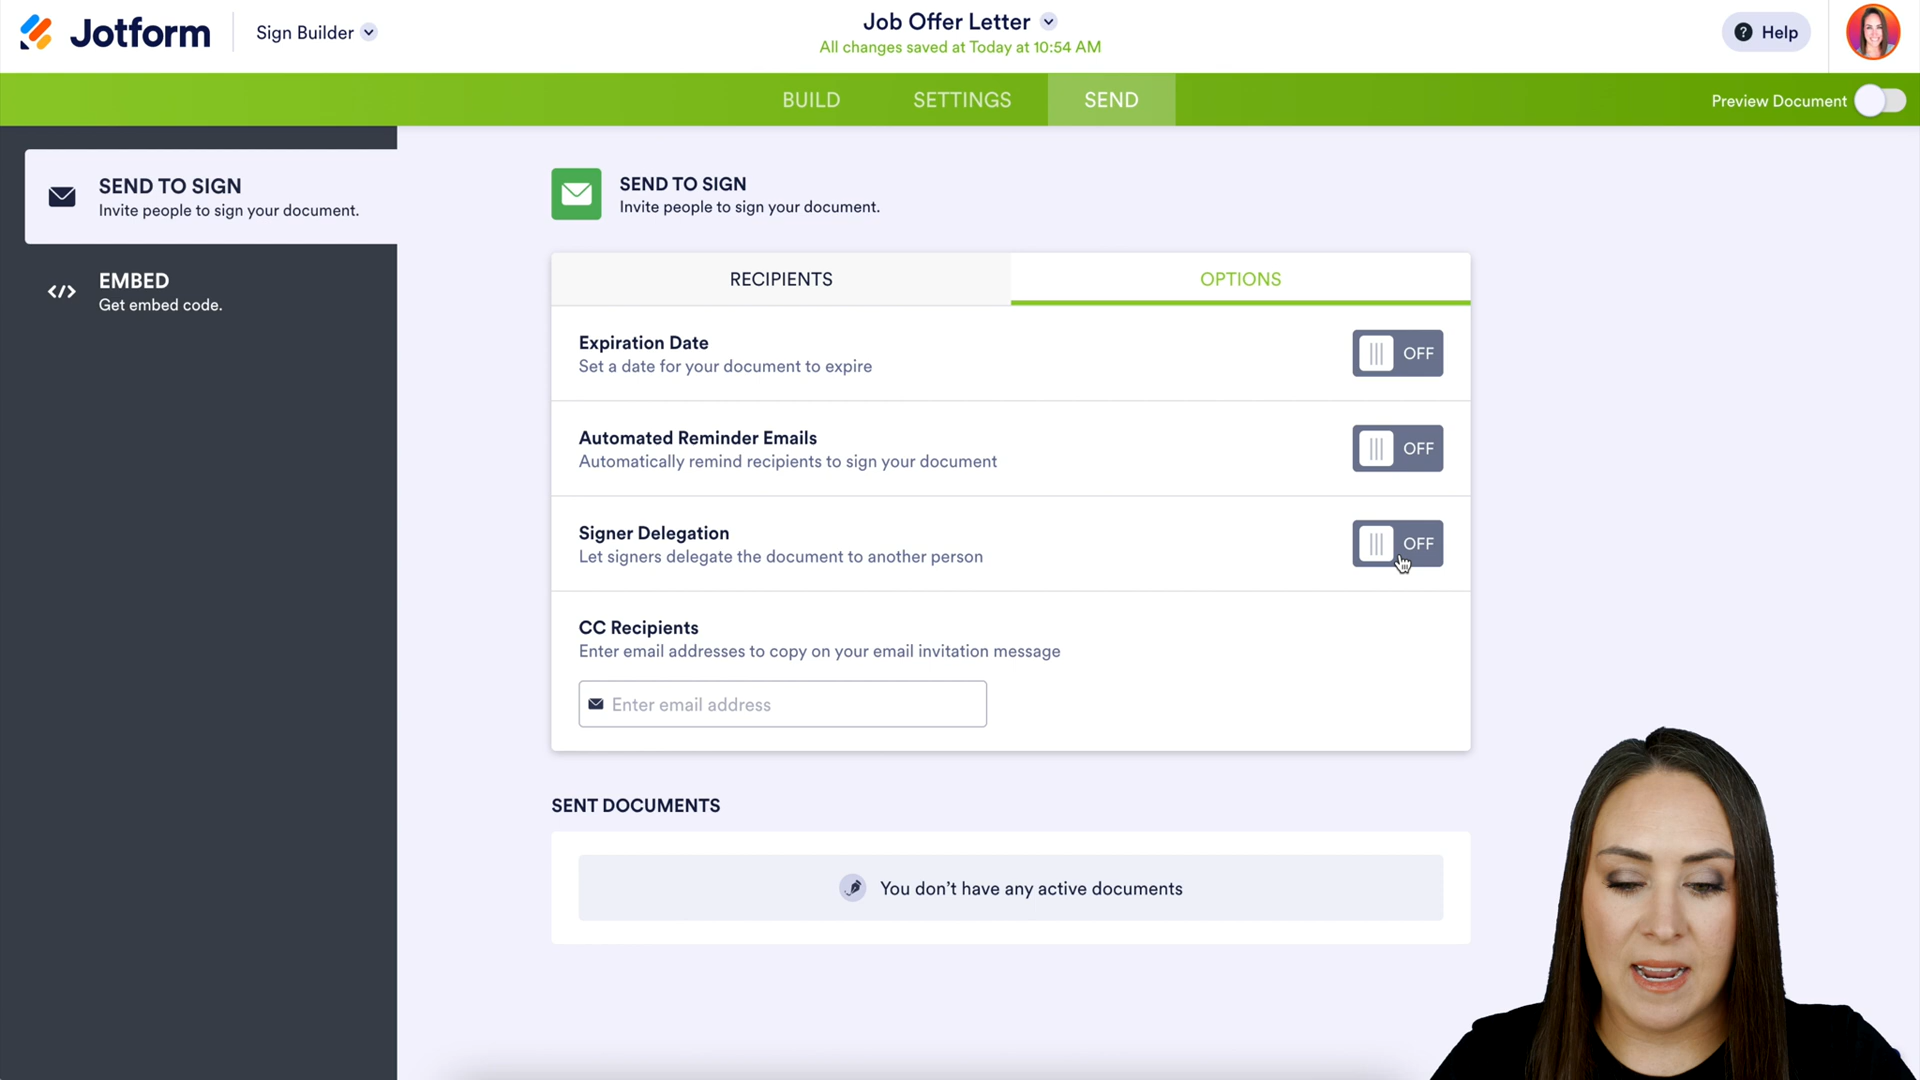 Jotform
Sign Builder
Job Offer Letter
All changes saved at Today at 10:54 AM
Help
BUILD
SETTINGS
SEND
Preview Document
SEND TO SIGN
Invite people to sign your document.
EMBED
Get embed code.
SEND TO SIGN
Invite people to sign your document.
RECIPIENTS
OPTIONS
Expiration Date
Set a date for your document to expire
OFF
Automated Reminder Emails
Automatically remind recipients to sign your document
OFF
Signer Delegation
Let signers delegate the document to another person
OFF
CC Recipients
Enter email addresses to copy on your email invitation message
Enter email address
SENT DOCUMENTS
You don't have any active documents